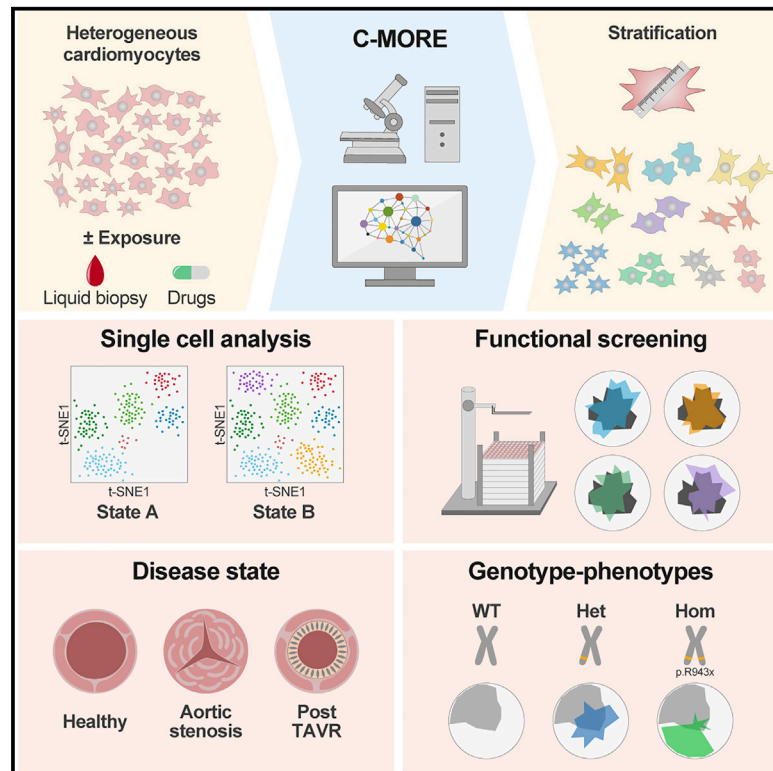 Heterogeneous
cardiomyocytes
± Exposure
Liquid biopsy
Drugs
C-MORE
Stratification
Single cell analysis
t-SNE1
t-SNE1
State A
t-SNE1
t-SNE1
State B
Functional screening
Disease state
Healthy
Aortic
stenosis
Post
TAVR
Genotype-phenotypes
WT
Het
Hom
p.R943x